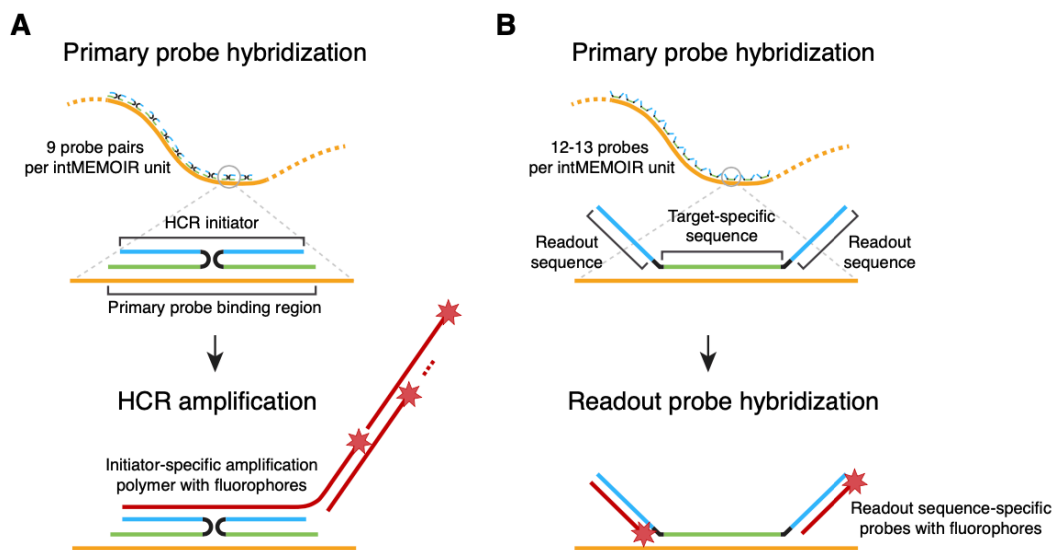 A
Primary probe hybridization
9 probe pairs
per intMEMOIR unit
HCR initiator
Primary probe binding region
HCR amplification
Initiator-specific amplification
polymer with fluorophores
B
Primary probe hybridization
12-13 probes
per intMEMOIR unit
Target-specific
sequence
Readout
sequence
Readout
sequence
Readout probe hybridization
Readout sequence-specific
probes with fluorophores